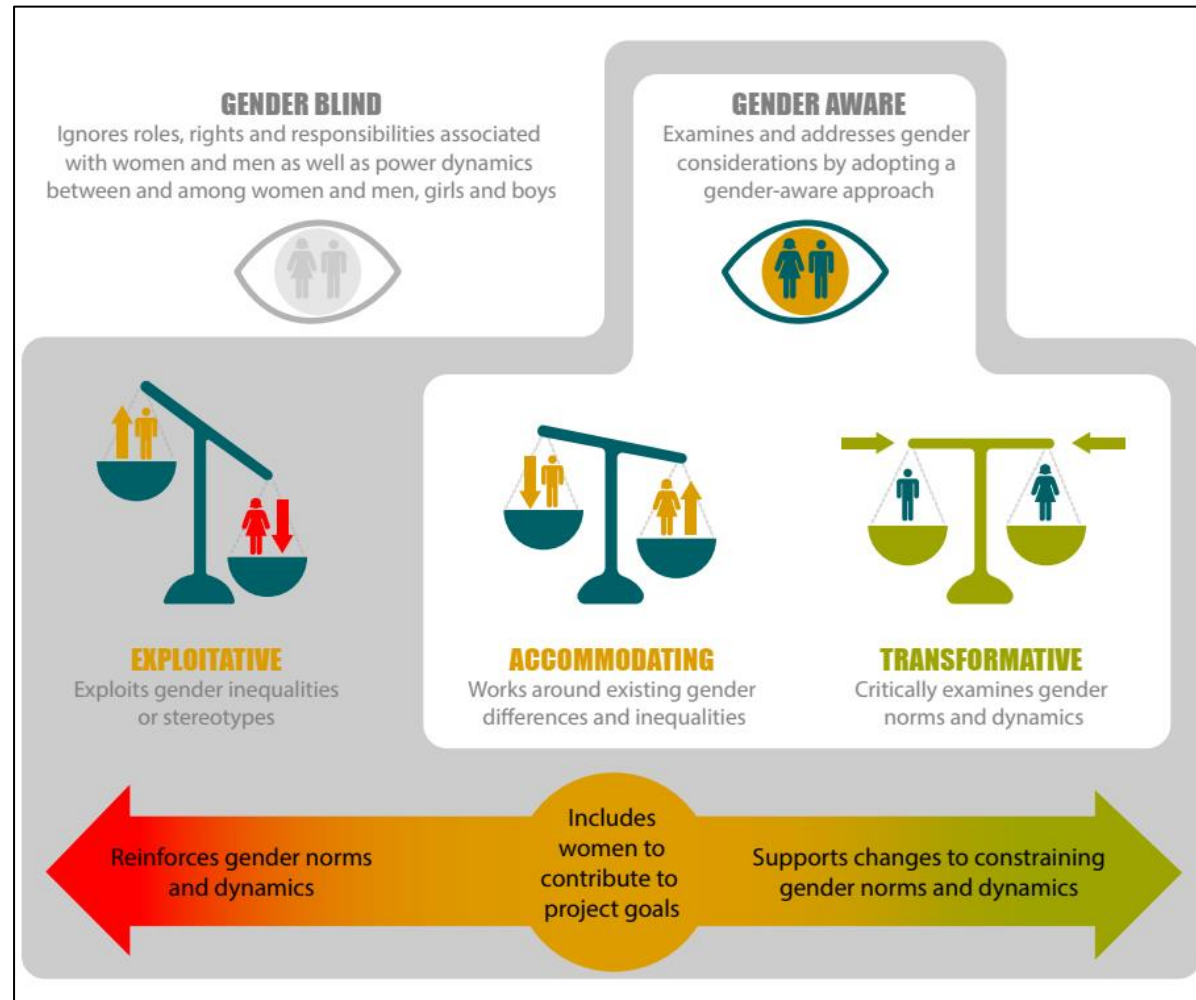 GENDER BLIND
Ignores roles, rights and responsibilities associated
with women and men as well as power dynamics
between and among women and men, girls and boys
GENDER AWARE
Examines and addresses gender
considerations by adopting a
gender-aware approach
EXPLOITATIVE
Exploits gender inequalities
or stereotypes
ACCOMMODATING
Works around existing gender
differences and inequalities
TRANSFORMATIVE
Critically examines gender
norms and dynamics
Reinforces gender norms
and dynamics
Includes
women to
contribute to
project goals
Supports changes to constraining
gender norms and dynamics